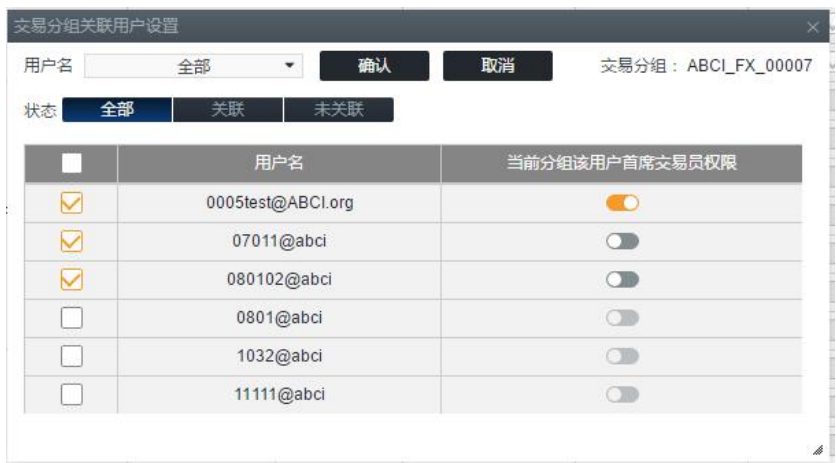 交易分组关联用户设置
用户名 全部 确认 取消 交易分组： ABCI_FX_00007
状态 全部 关联 未关联
用户名 当前分组该用户首席交易员权限
0005test@ABCI.org
07011@abci
080102@abci
0801@abci
1032@abci
11111@abci